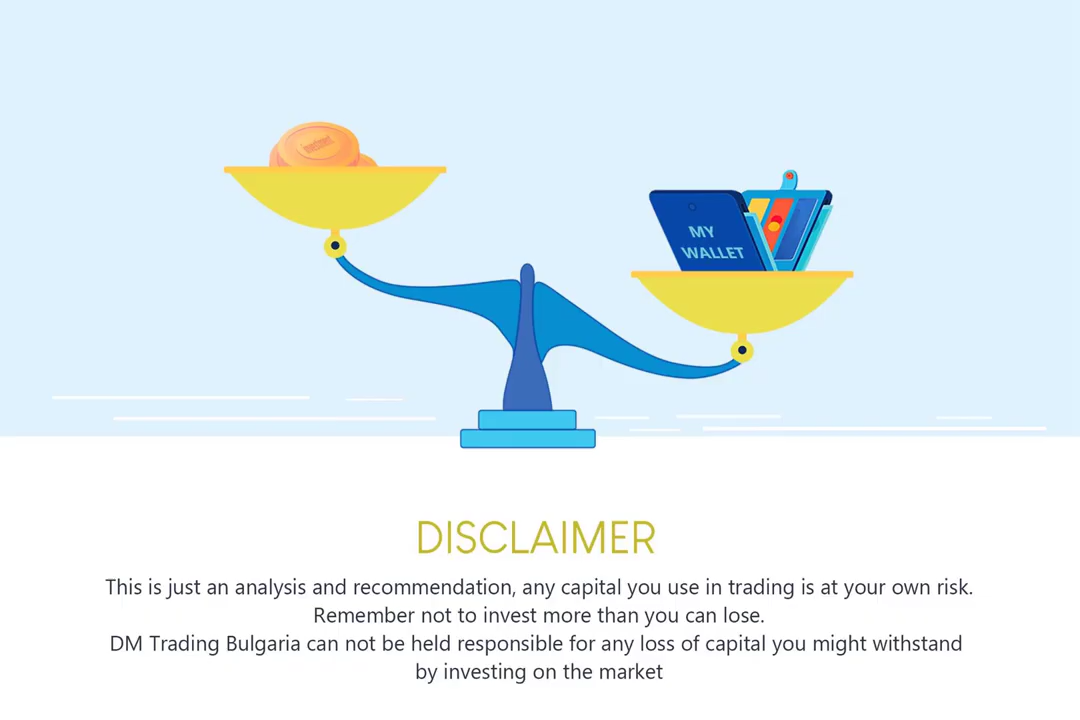 investment
MY
WALLET
DISCLAIMER
This is just an analysis and recommendation, any capital you use in trading is at your own risk.
Remember not to invest more than you can lose.
DM Trading Bulgaria can not be held responsible for any loss of capital you might withstand
by investing on the market